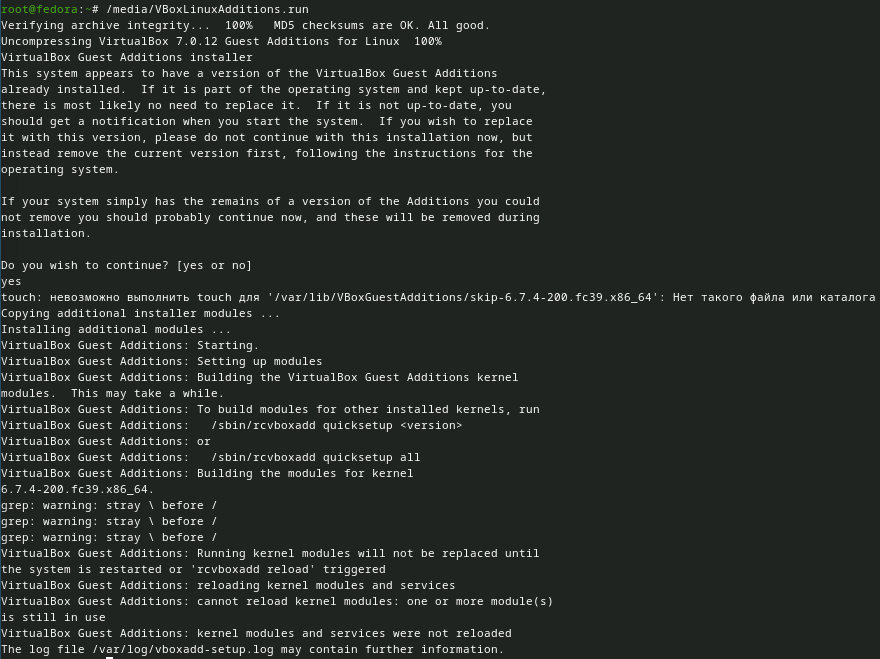 root@fedora:~# /media/VBoxLinuxAdditions.run
Verifying archive integrity...  100%   MD5 checksums are OK. All good.
Uncompressing VirtualBox 7.0.12 Guest Additions for Linux  100%
VirtualBox Guest Additions installer
This system appears to have a version of the VirtualBox Guest Additions
already installed.  If it is part of the operating system and kept up-to-date,
there is most likely no need to replace it.  If it is not up-to-date, you
should get a notification when you start the system.  If you wish to replace
it with this version, please do not continue with this installation now, but
instead remove the current version first, following the instructions for the
operating system.

If your system simply has the remains of a version of the Additions you could
not remove you should probably continue now, and these will be removed during
installation.

Do you wish to continue? [yes or no]
yes
touch: невозможно выполнить touch для '/var/lib/VBoxGuestAdditions/skip-6.7.4-200.fc39.x86_64': Нет такого файла или каталога
Copying additional installer modules ...
Installing additional modules ...
VirtualBox Guest Additions: Starting.
VirtualBox Guest Additions: Setting up modules
VirtualBox Guest Additions: Building the VirtualBox Guest Additions kernel
modules.  This may take a while.
VirtualBox Guest Additions: To build modules for other installed kernels, run
VirtualBox Guest Additions:   /sbin/rcvboxadd quicksetup <version>
VirtualBox Guest Additions: or
VirtualBox Guest Additions:   /sbin/rcvboxadd quicksetup all
VirtualBox Guest Additions: Building the modules for kernel
6.7.4-200.fc39.x86_64.
grep: warning: stray \ before /
grep: warning: stray \ before /
grep: warning: stray \ before /
VirtualBox Guest Additions: Running kernel modules will not be replaced until
the system is restarted or 'rcvboxadd reload' triggered
VirtualBox Guest Additions: reloading kernel modules and services
VirtualBox Guest Additions: cannot reload kernel modules: one or more module(s)
is still in use
VirtualBox Guest Additions: kernel modules and services were not reloaded
The log file /var/log/vboxadd-setup.log may contain further information.